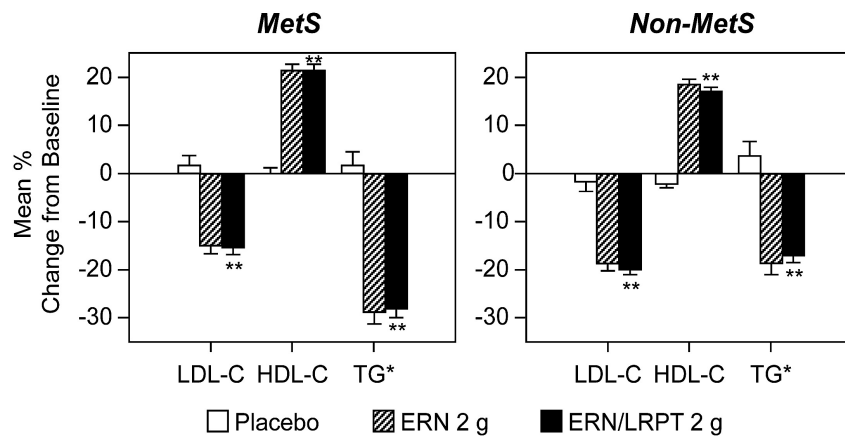 MetS
Non-MetS
Mean %
Change from Baseline
20
10
0
-10
-20
-30
**
**
**
LDL-C HDL-C TG*
20
10
0
-10
-20
-30
**
**
**
LDL-C HDL-C TG*
Placebo ERN 2 g ERN/LRPT 2 g